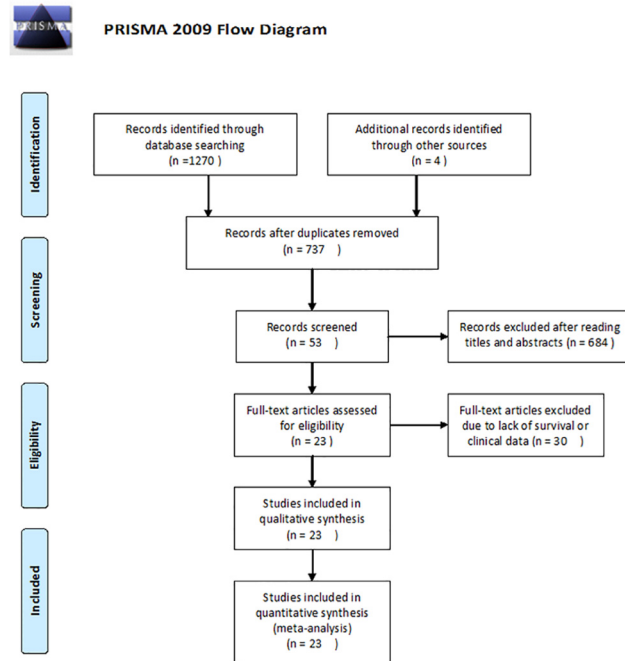 PRISMA
PRISMA 2009 Flow Diagram
Identification
Records identified through
database searching
(n =1270 )
Additional records identified
through other sources
(n = 4 )
Records after duplicates removed
(n = 737 )
Screening
Records screened
(n = 53 )
Records excluded after reading
titles and abstracts (n = 684 )
Eligibility
Full-text articles assessed
for eligibility
(n = 23 )
Full-text articles excluded
due to lack of survival or
clinical data (n = 30 )
Studies included in
qualitative synthesis
(n = 23 )
Included
Studies included in
quantitative synthesis
(meta-analysis)
(n = 23 )